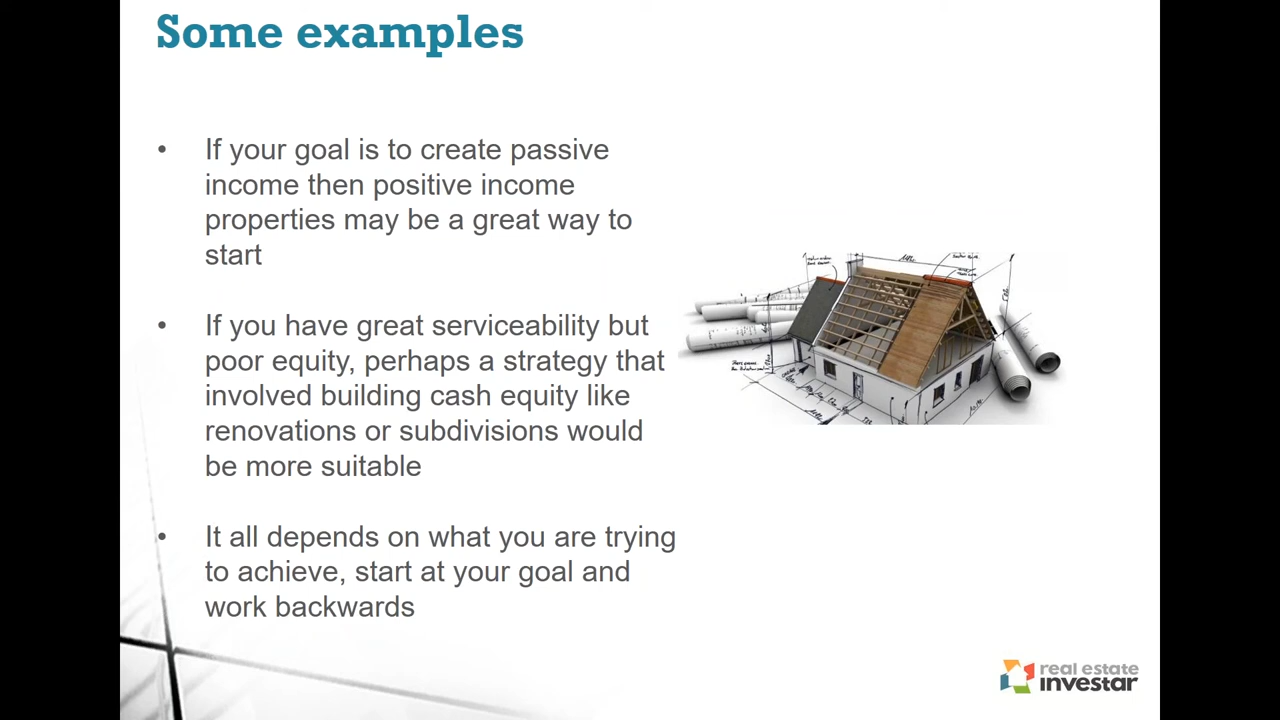 Some examples
• If your goal is to create passive
income then positive income
properties may be a great way to
start
• If you have great serviceability but
poor equity, perhaps a strategy that
involved building cash equity like
renovations or subdivisions would
be more suitable
• It all depends on what you are trying
to achieve, start at your goal and
work backwards
real estate
investar